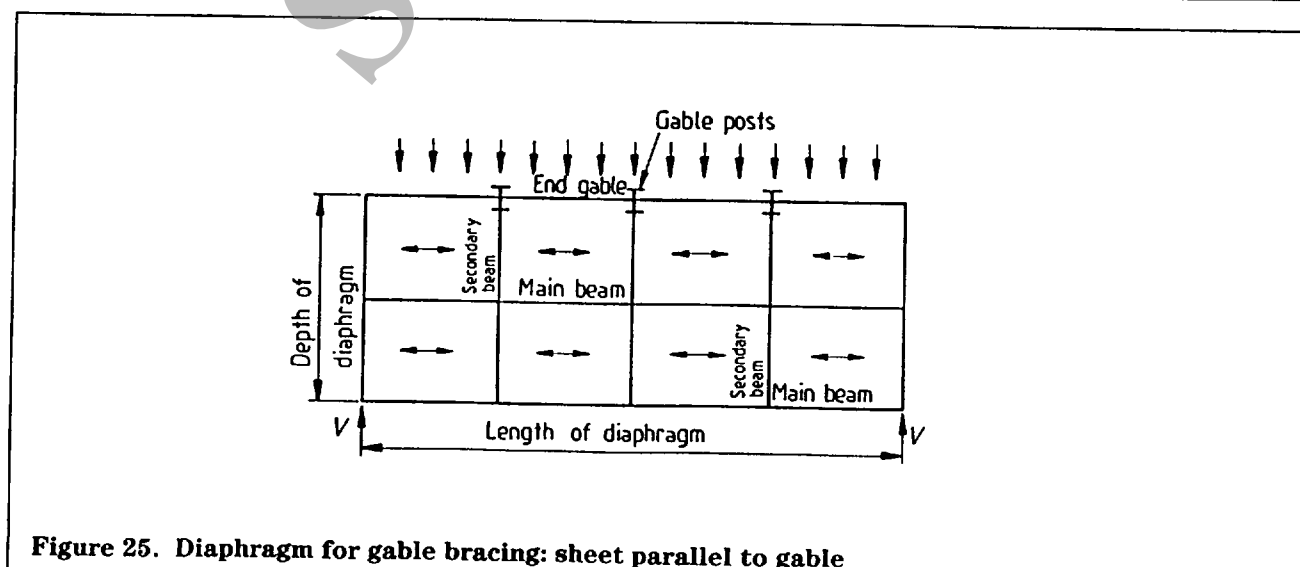 Gable posts
End gable
Secondary
beam
Main beam
Depth of
diaphragm
Secondary
beam
Main beam
V
Length of diaphragm
V
Figure 25. Diaphragm for gable bracing: sheet parallel to gable